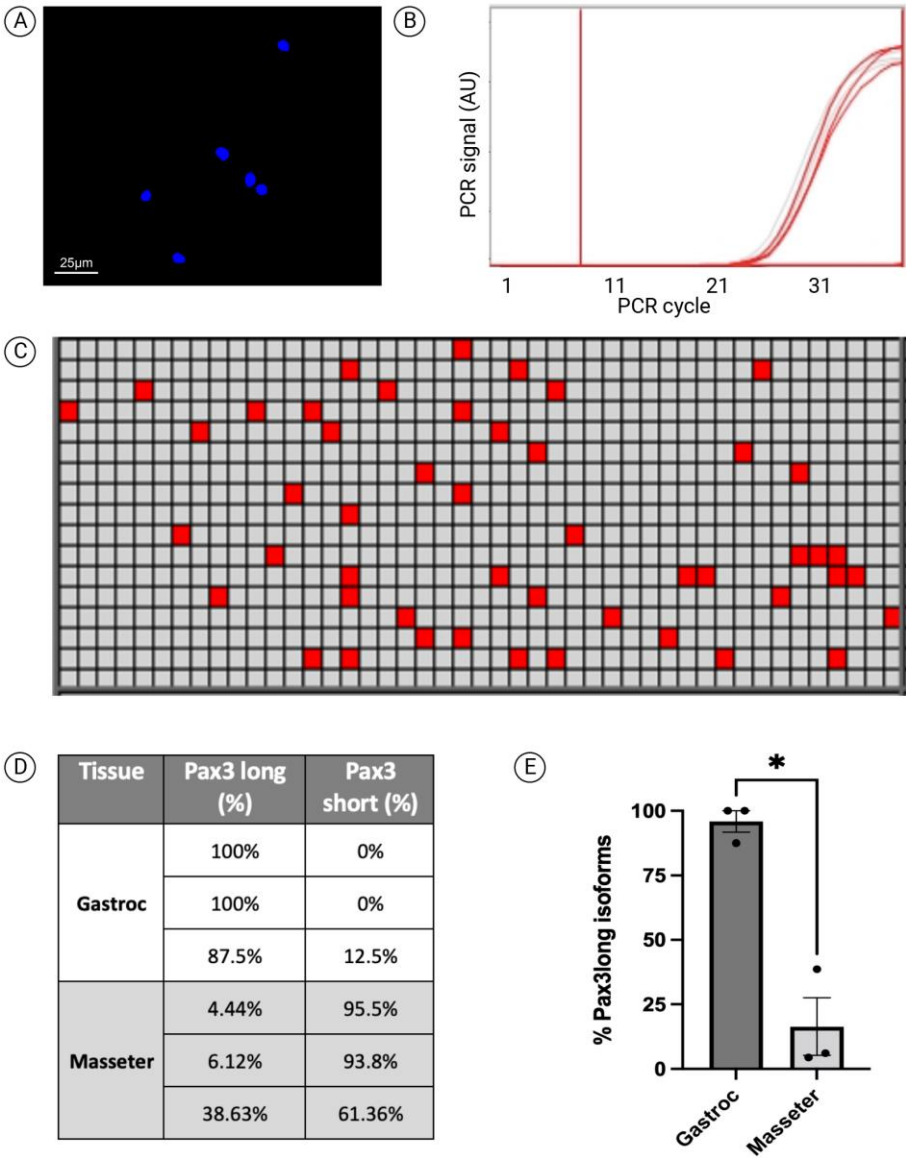 A
25µm
B
PCR signal (AU)
1 11 21 31
PCR cycle
C
D
Tissue Pax3 long (%) Pax3 short (%)
Gastroc
100% 0%
100% 0%
87.5% 12.5%
Masseter
4.44% 95.5%
6.12% 93.8%
38.63% 61.36%
E
*
% Pax3long isoforms
100
75
50
25
0
Gastroc
Masseter